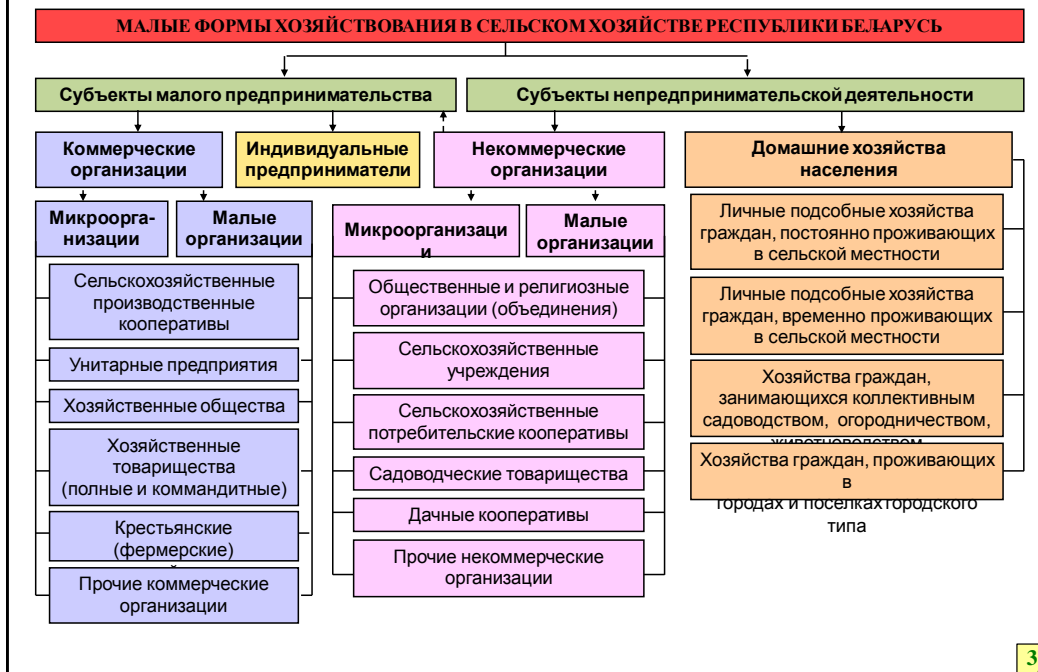 МАЛЫЕ ФОРМЫ ХОЗЯЙСТВОВАНИЯ В СЕЛЬСКОМ ХОЗЯЙСТВЕ РЕСПУБЛИКИ БЕЛАРУСЬ
Субъекты малого предпринимательства
Субъекты непредпринимательской деятельности
Коммерческие
организации
Индивидуальные
предприниматели
Некоммерческие
организации
Домашние хозяйства
населения
Микроорга-
низации
Малые
организации
Сельскохозяйственные
производственные
кооперативы
Унитарные предприятия
Хозяйственные общества
Хозяйственные
товарищества
(полные и коммандитные)
Крестьянские
(фермерские)
Прочие коммерческие
организации
Микроорганизаци
и
Малые
организации
Общественные и религиозные
организации (объединения)
Сельскохозяйственные
учреждения
Сельскохозяйственные
потребительские кооперативы
Садоводческие товарищества
Дачные кооперативы
Прочие некоммерческие
организации
Личные подсобные хозяйства
граждан, постоянно проживающих
в сельской местности
Личные подсобные хозяйства
граждан, временно проживающих
в сельской местности
Хозяйства граждан,
занимающихся коллективным
садоводством, огородничеством,
животноводством
Хозяйства граждан, проживающих
в
городах и поселках городского
типа
3